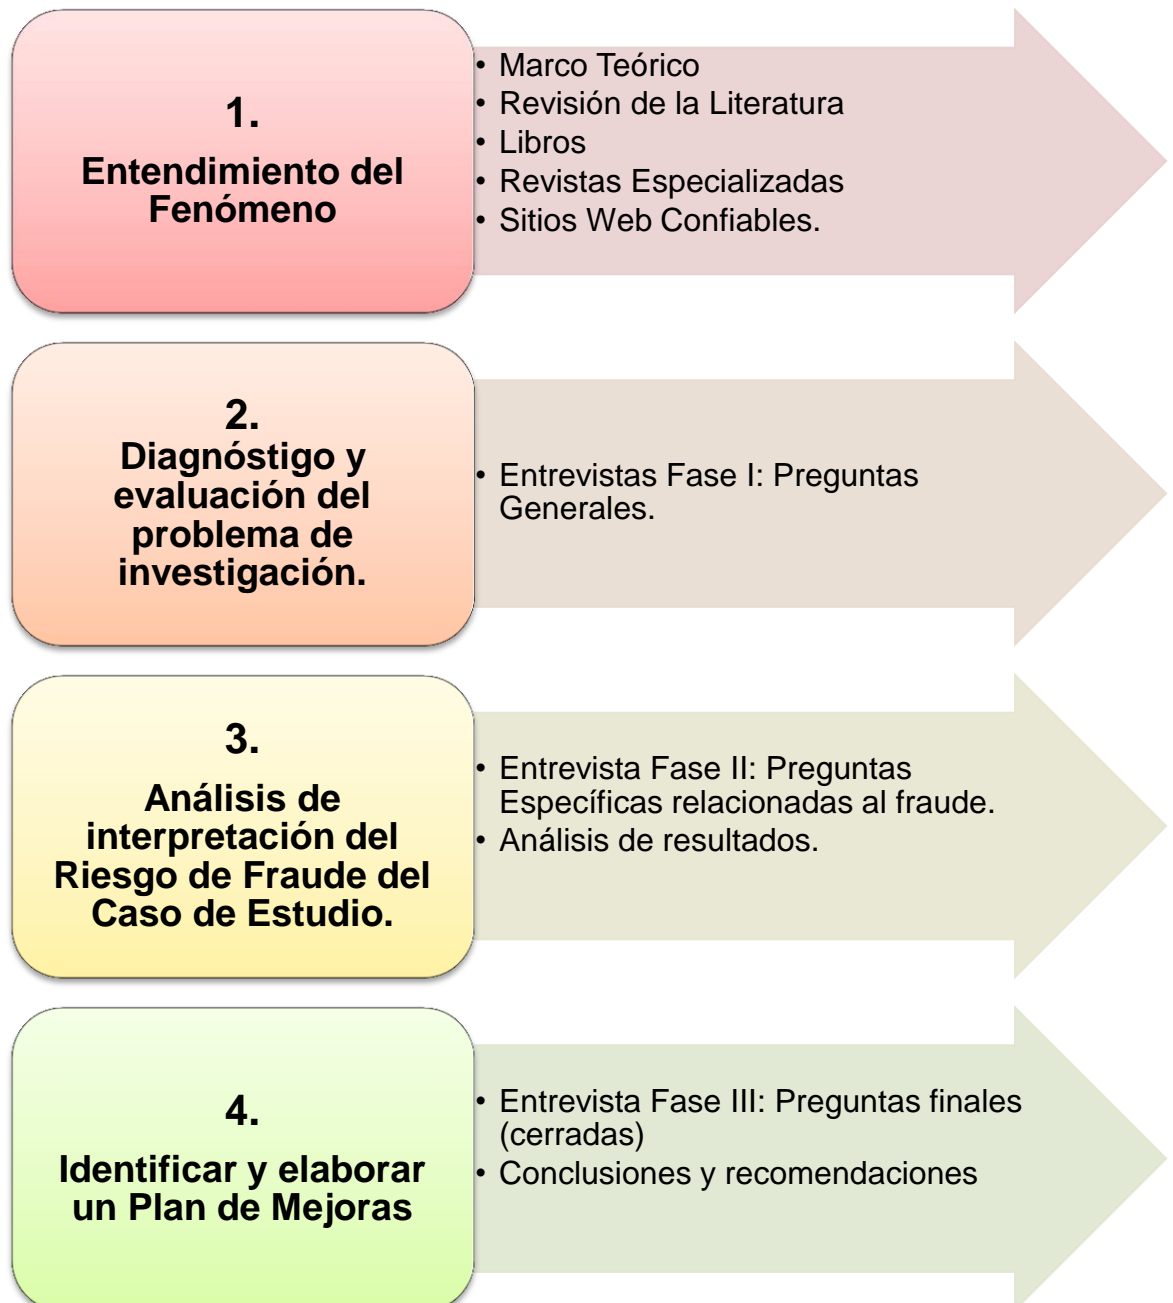 1.
Entendimiento del
Fenómeno
• Marco Teórico
• Revisión de la Literatura
• Libros
• Revistas Especializadas
• Sitios Web Confiables.
2.
Diagnóstigo y
evaluación del
problema de
investigación.
• Entrevistas Fase I: Preguntas
Generales.
3.
Análisis de
interpretación del
Riesgo de Fraude del
Caso de Estudio.
• Entrevista Fase II: Preguntas
Específicas relacionadas al fraude.
• Análisis de resultados.
4.
Identificar y elaborar
un Plan de Mejoras
• Entrevista Fase III: Preguntas finales
(cerradas)
• Conclusiones y recomendaciones